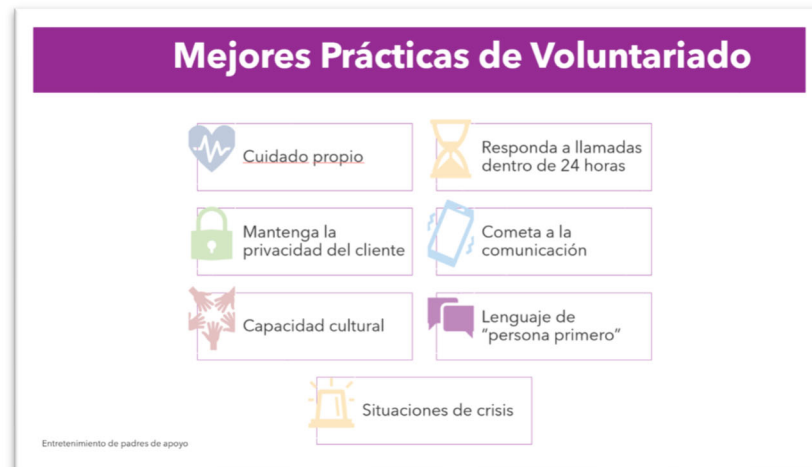 Mejores Prácticas de Voluntariado
Cuidado propio
Responda a llamadas
dentro de 24 horas
Mantenga la
privacidad del cliente
Cometa a la
comunicación
Capacidad cultural
Lenguaje de
“persona primero”
Situaciones de crisis
Entretenimiento de padres de apoyo